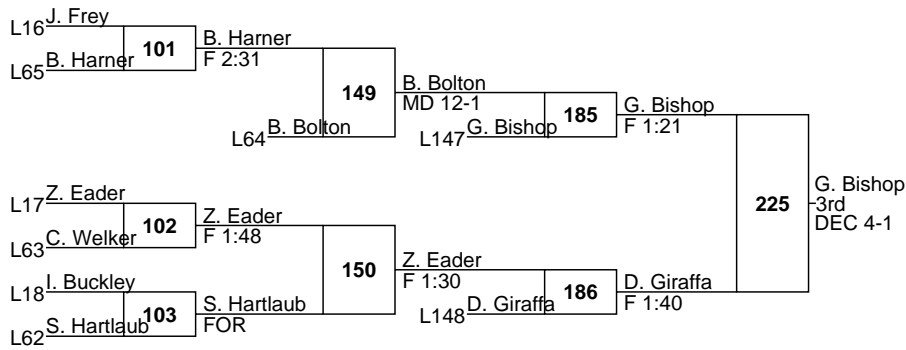 L16 J. Frey
101
B. Harner
F 2:31
L65 B. Harner
149
B. Bolton
MD 12-1
L64 B. Bolton
185
G. Bishop
F 1:21
L147 G. Bishop
225
G. Bishop
3rd
DEC 4-1
L17 Z. Eader
102
Z. Eader
F 1:48
L63 C. Welker
150
Z. Eader
F 1:30
L18 I. Buckley
103
S. Hartlaub
FOR
L62 S. Hartlaub
186
D. Giraffa
F 1:40
L148 D. Giraffa